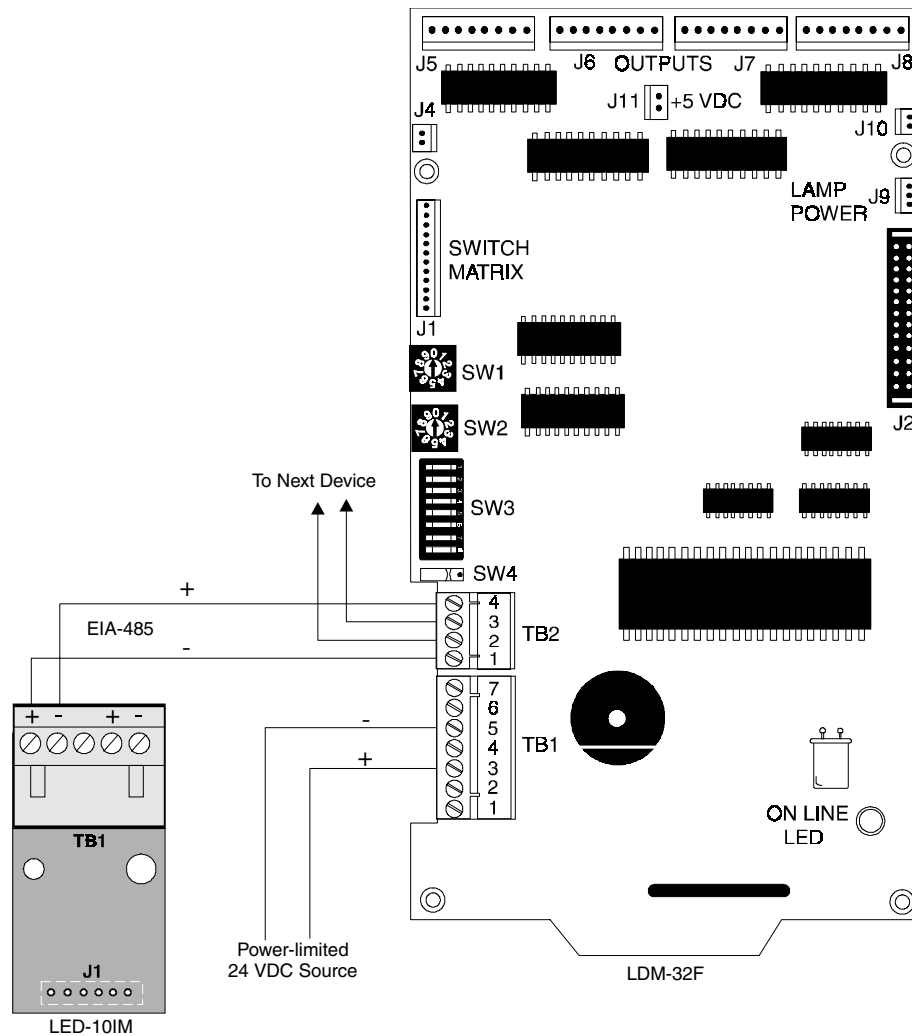 J5
J6
OUTPUTS
J7
J8
J11
+5 VDC
J4
J10
LAMP
POWER
J9
SWITCH
MATRIX
J1
SW1
SW2
J2
To Next Device
SW3
SW4
+
EIA-485
4
3
2
1
TB2
-
+ - + -
7
6
5
4
3
2
1
TB1
-
+
ON LINE
LED
TB1
J1
Power-limited
24 VDC Source
LDM-32F
LED-10IM